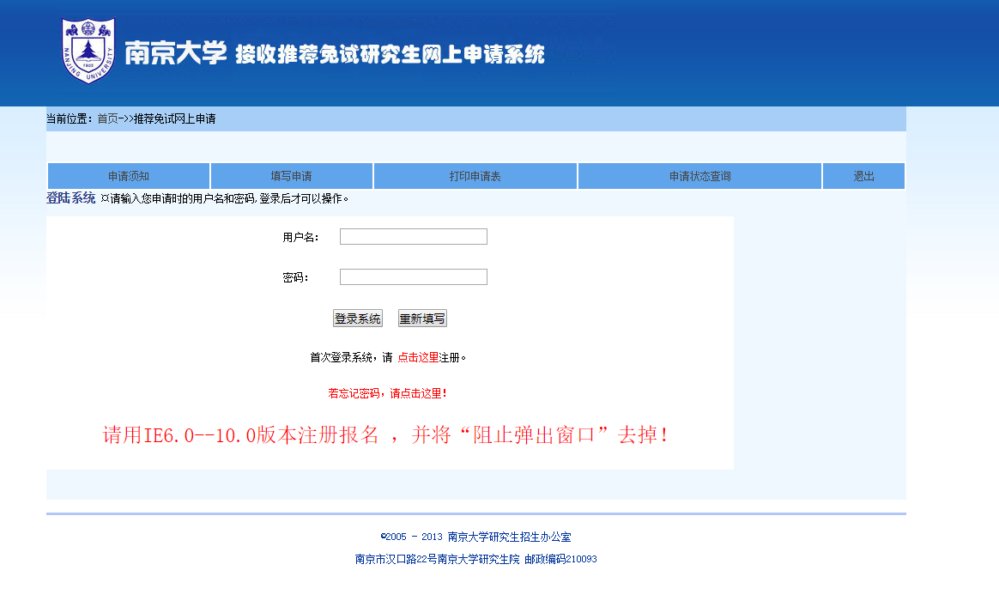 NANJING UNIVERSITY
1902
南京大学 接收推荐免试研究生网上申请系统
当前位置：首页->>推荐免试网上申请
申请须知 填写申请 打印申请表 申请状态查询 退出
登陆系统 ¤请输入您申请时的用户名和密码,登录后才可以操作。
用户名：
密码：
登录系统 重新填写
首次登录系统，请 点击这里注册。
若忘记密码，请点击这里！
请用IE6.0--10.0版本注册报名 ，并将“阻止弹出窗口”去掉！
©2005 - 2013 南京大学研究生招生办公室
南京市汉口路22号南京大学研究生院 邮政编码210093